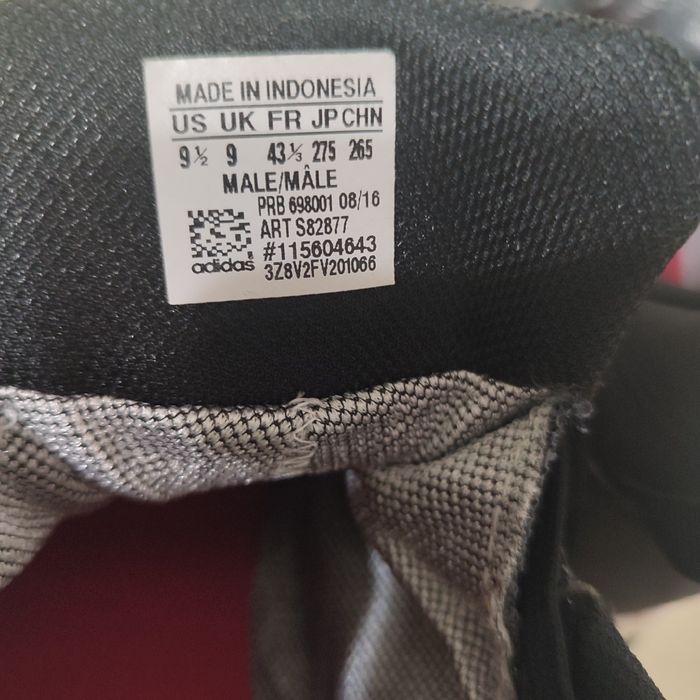 MADE IN INDONESIA
US UK FR JP CHN
9½ 9 43⅓ 275 265
MALE/MÂLE
PRB 698001 08/16
ART S82877
#115604643
adidas 3Z8V2FV201066